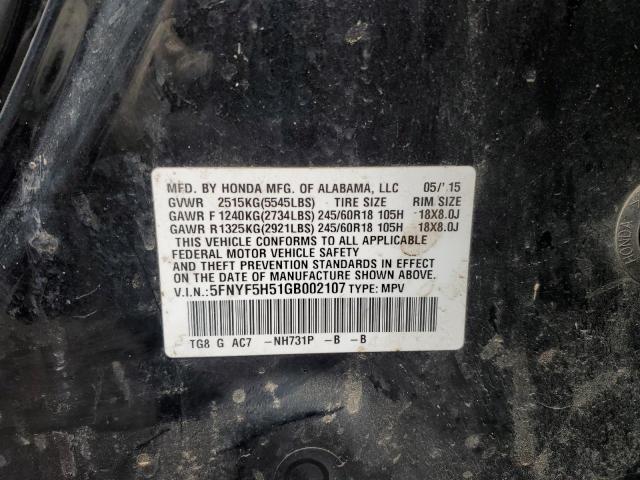 MFD. BY HONDA MFG. OF ALABAMA, LLC 05/'15
GVWR 2515KG(5545LBS) TIRE SIZE RIM SIZE
GAWR F 1240KG(2734LBS) 245/60R18 105H 18X8.0J
GAWR R1325KG(2921LBS) 245/60R18 105H 18X8.0J
THIS VEHICLE CONFORMS TO ALL APPLICABLE
FEDERAL MOTOR VEHICLE SAFETY
AND THEFT PREVENTION STANDARDS IN EFFECT
ON THE DATE OF MANUFACTURE SHOWN ABOVE.
V.I.N.:5FNYF5H51GB002107 TYPE: MPV
TG8 G AC7 -NH731P -B -B